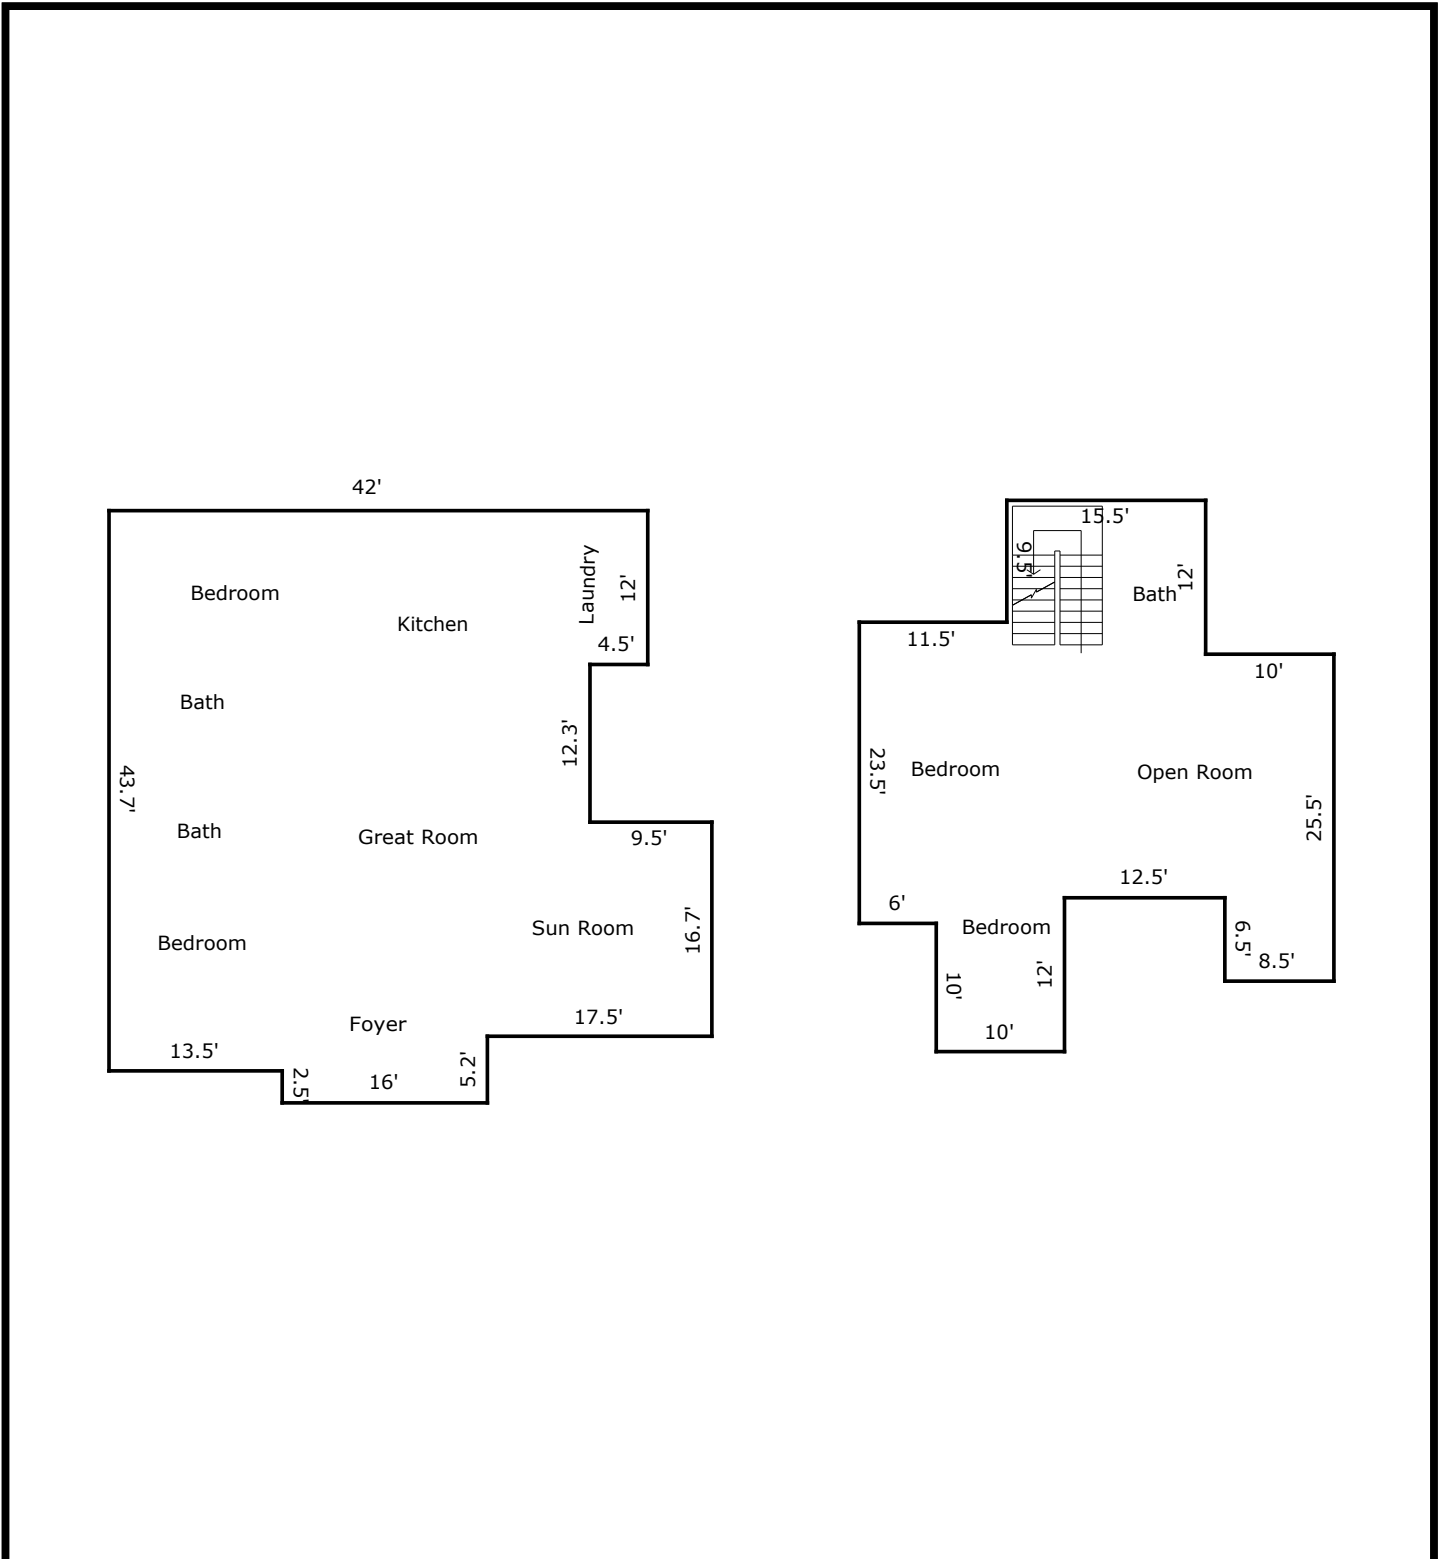 42'
Bedroom
Kitchen
Laundry
12'
4.5'
Bath
12.3'
43.7'
Bath
Great Room
9.5'
Bedroom
Sun Room
16.7'
Foyer
17.5'
13.5'
2.5'
16'
5.2'
15.5'
9.5'
Bath
12'
11.5'
10'
23.5'
Bedroom
Open Room
25.5'
12.5'
6'
Bedroom
6.5'
8.5'
10'
12'
10'